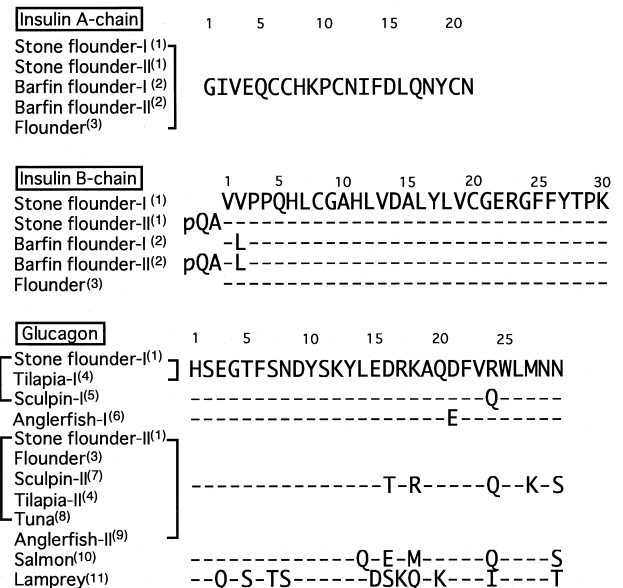 Insulin A-chain
1 5 10 15 20
Stone flounder-I(1)
Stone flounder-II(1)
Barfin flounder-I (2) GIVEQCCHKPCNIFDLQNYCN
Barfin flounder-II(2)
Flounder(3)
Insulin B-chain
1 5 10 15 20 25 30
Stone flounder-I (1) VVPPQHLCGAHLVDALYLVCGERGFFYTPK
Stone flounder-II(1) pQA------------------------------
Barfin flounder-I (2) -L----------------------------
Barfin flounder-II(2) pQA-L----------------------------
Flounder(3) ------------------------------
Glucagon
1 5 10 15 20 25
Stone flounder-I(1)
Tilapia-I(4) HSEGTFSNDYSKYLEDRKAQDFVRWLMNN
Sculpin-I(5) -----------------------Q-----
Anglerfish-I(6) --------------------E--------
Stone flounder-II(1)
Flounder(3)
Sculpin-II(7) ---------------T-R-----Q--K-S
Tilapia-II(4)
Tuna(8)
Anglerfish-II(9)
Salmon(10) -------------Q-E-M-----Q----S
Lamprey(11) --Q-S-TS------DSKQ-K---I----T